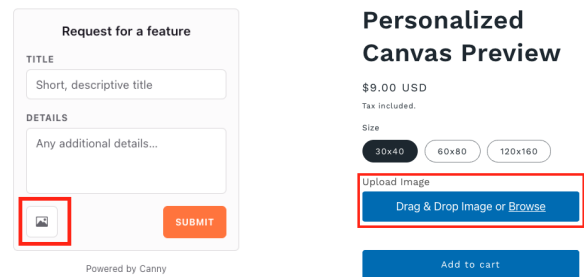 Request for a feature
TITLE
Short, descriptive title
DETAILS
Any additional details...
SUBMIT
Powered by Canny
Personalized
Canvas Preview
$9.00 USD
Tax included.
Size
30x40 60x80 120x160
Upload Image
Drag & Drop Image or Browse
Add to cart